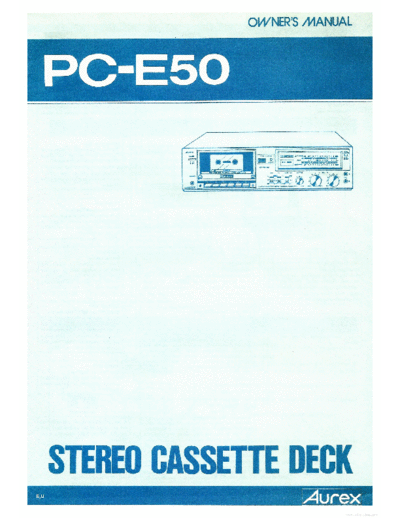 OWNER'S MANUAL
PC-E50
STEREO CASSETTE DECK
Aurex